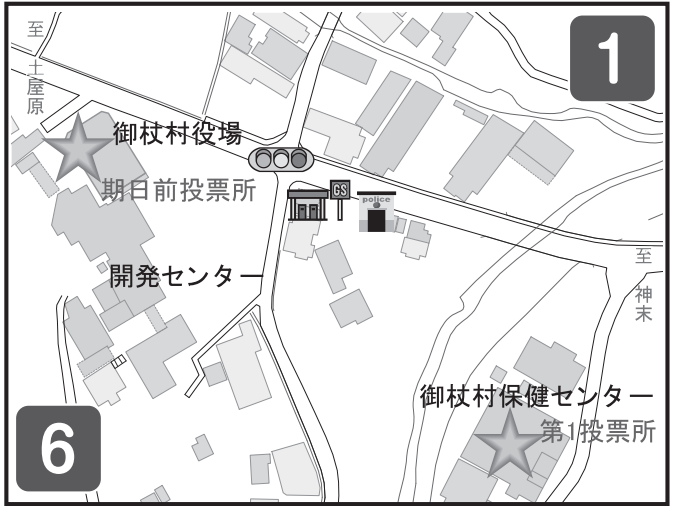 至
土屋原
1
御杖村役場
期日前投票所
GS
police
開発センター
至
神末
御杖村保健センター
第1投票所
6